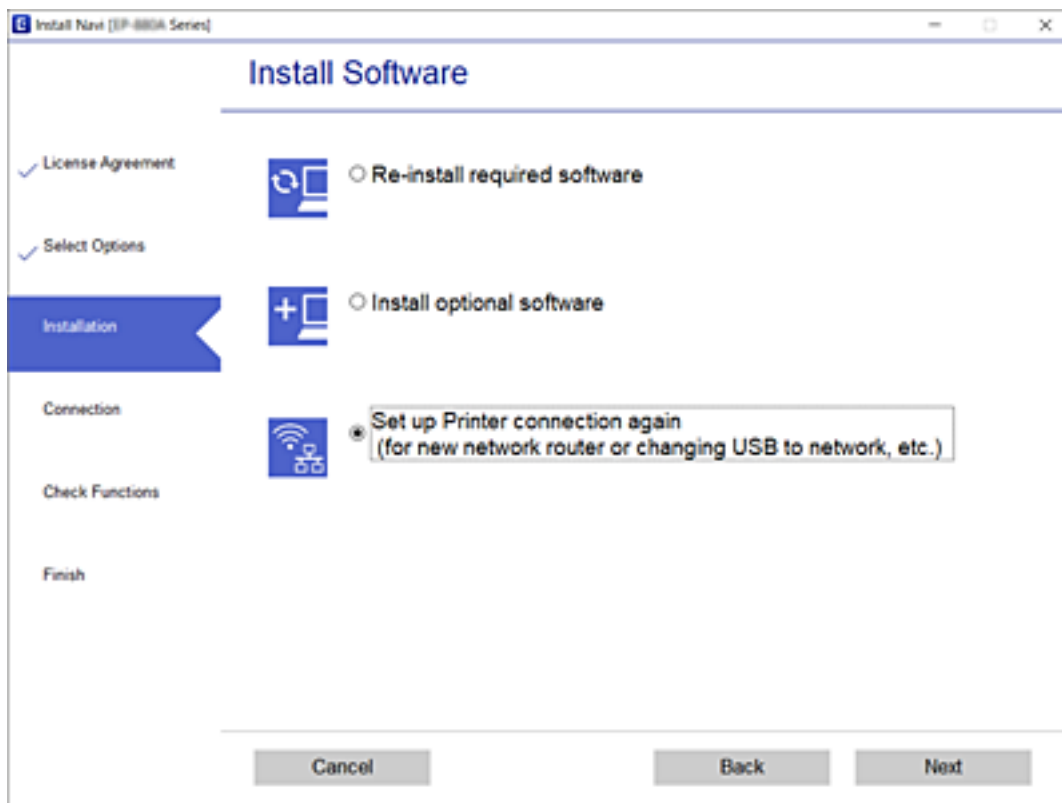 Install Navi [EP-880A Series]
Install Software
License Agreement
Select Options
Installation
Connection
Check Functions
Finish
Re-install required software
Install optional software
Set up Printer connection again
(for new network router or changing USB to network, etc.)
Cancel
Back
Next